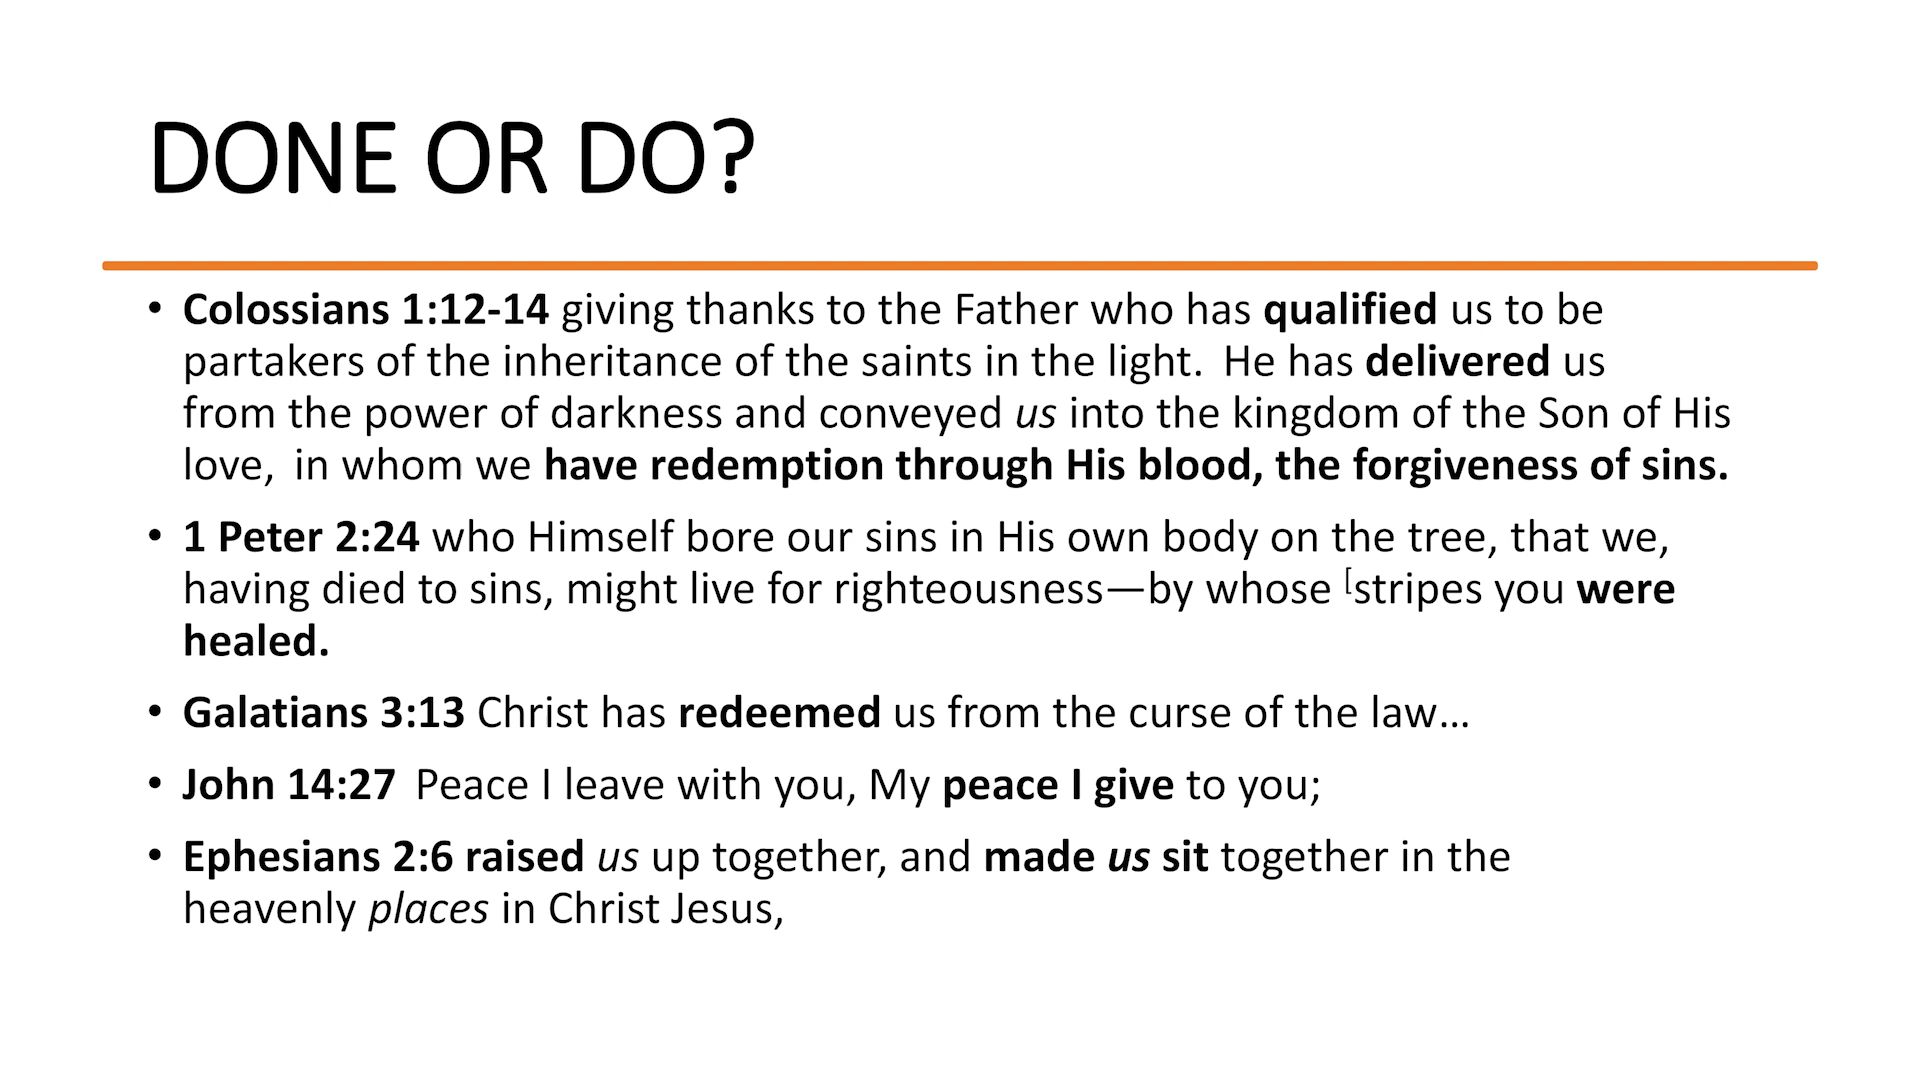 DONE OR DO?
• Colossians 1:12-14 giving thanks to the Father who has qualified us to be
partakers of the inheritance of the saints in the light.  He has delivered us
from the power of darkness and conveyed us into the kingdom of the Son of His
love,  in whom we have redemption through His blood, the forgiveness of sins.
• 1 Peter 2:24 who Himself bore our sins in His own body on the tree, that we,
having died to sins, might live for righteousness—by whose [stripes you were
healed.
• Galatians 3:13 Christ has redeemed us from the curse of the law…
• John 14:27  Peace I leave with you, My peace I give to you;
• Ephesians 2:6 raised us up together, and made us sit together in the
heavenly places in Christ Jesus,